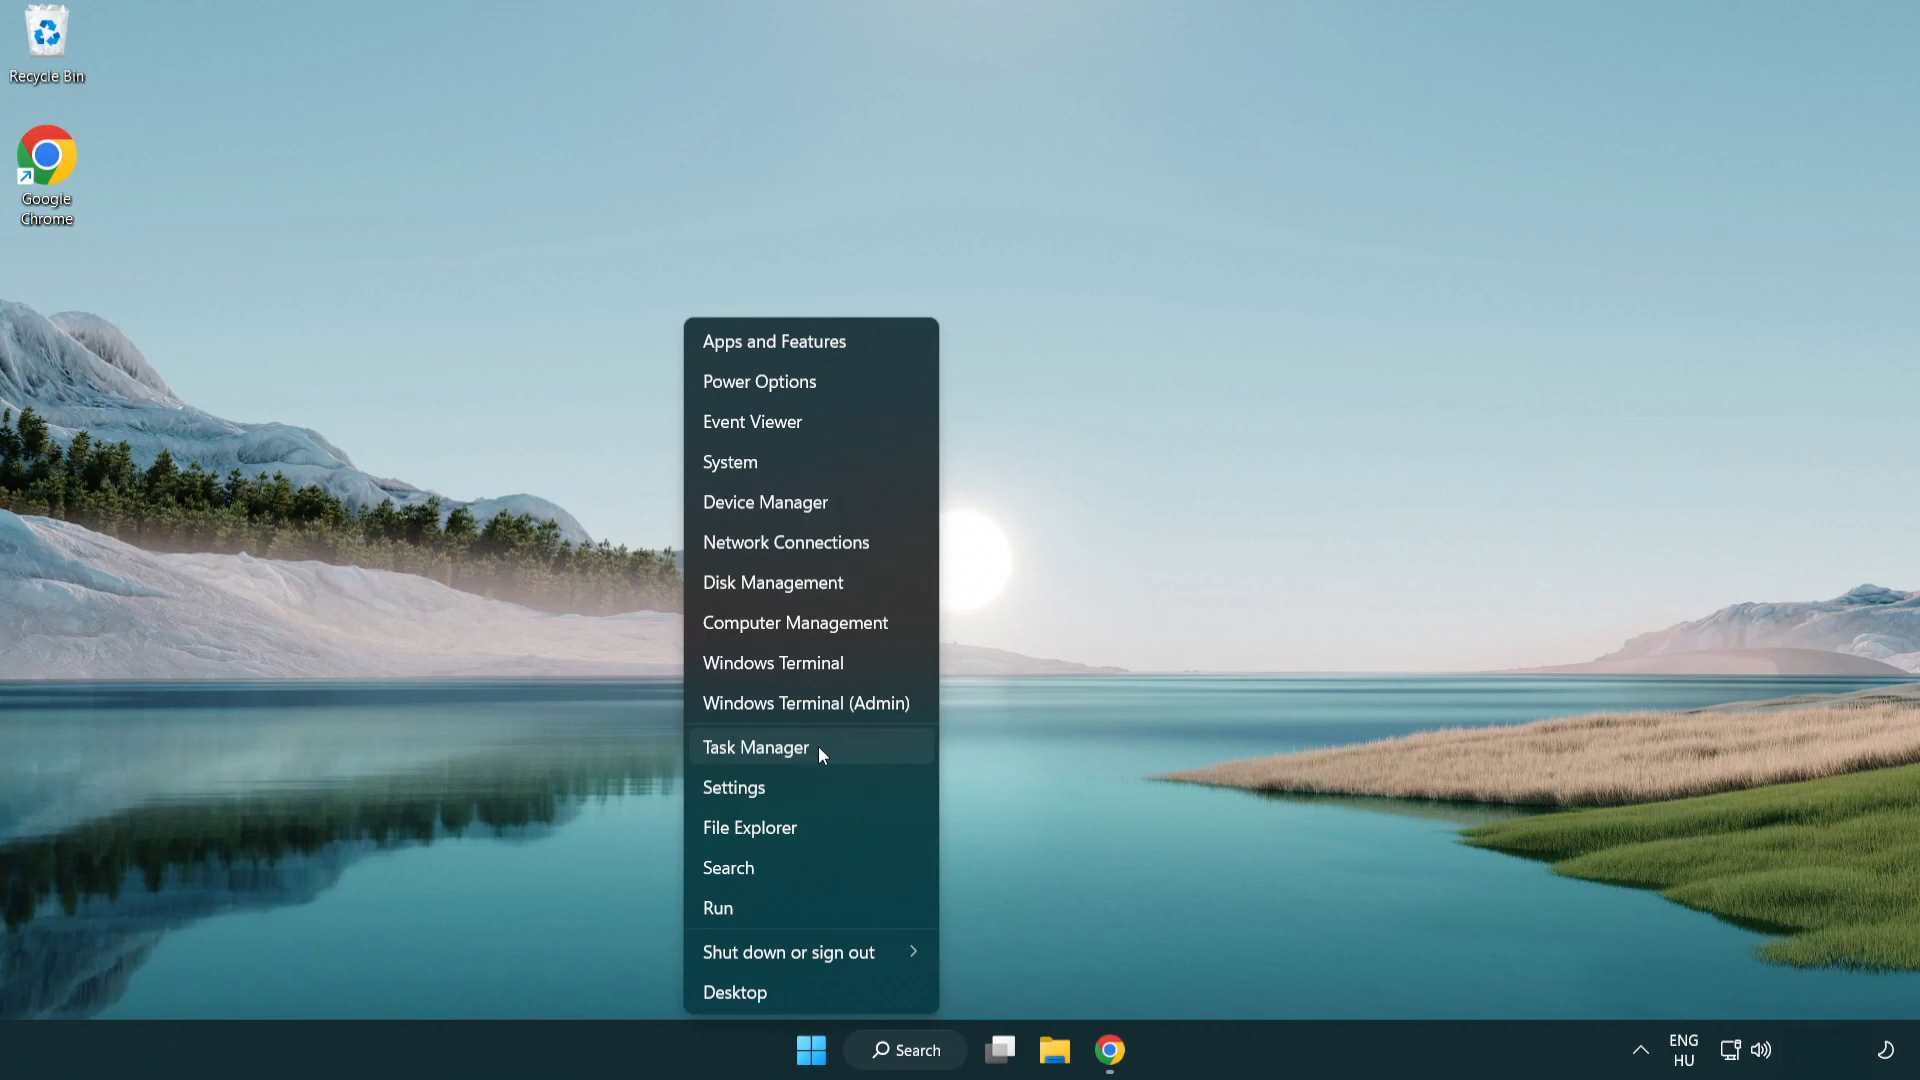 Recycle Bin
Google
Chrome
Apps and Features
Power Options
Event Viewer
System
Device Manager
Network Connections
Disk Management
Computer Management
Windows Terminal
Windows Terminal (Admin)
Task Manager
Settings
File Explorer
Search
Run
Shut down or sign out
Desktop
Search
ENG
HU